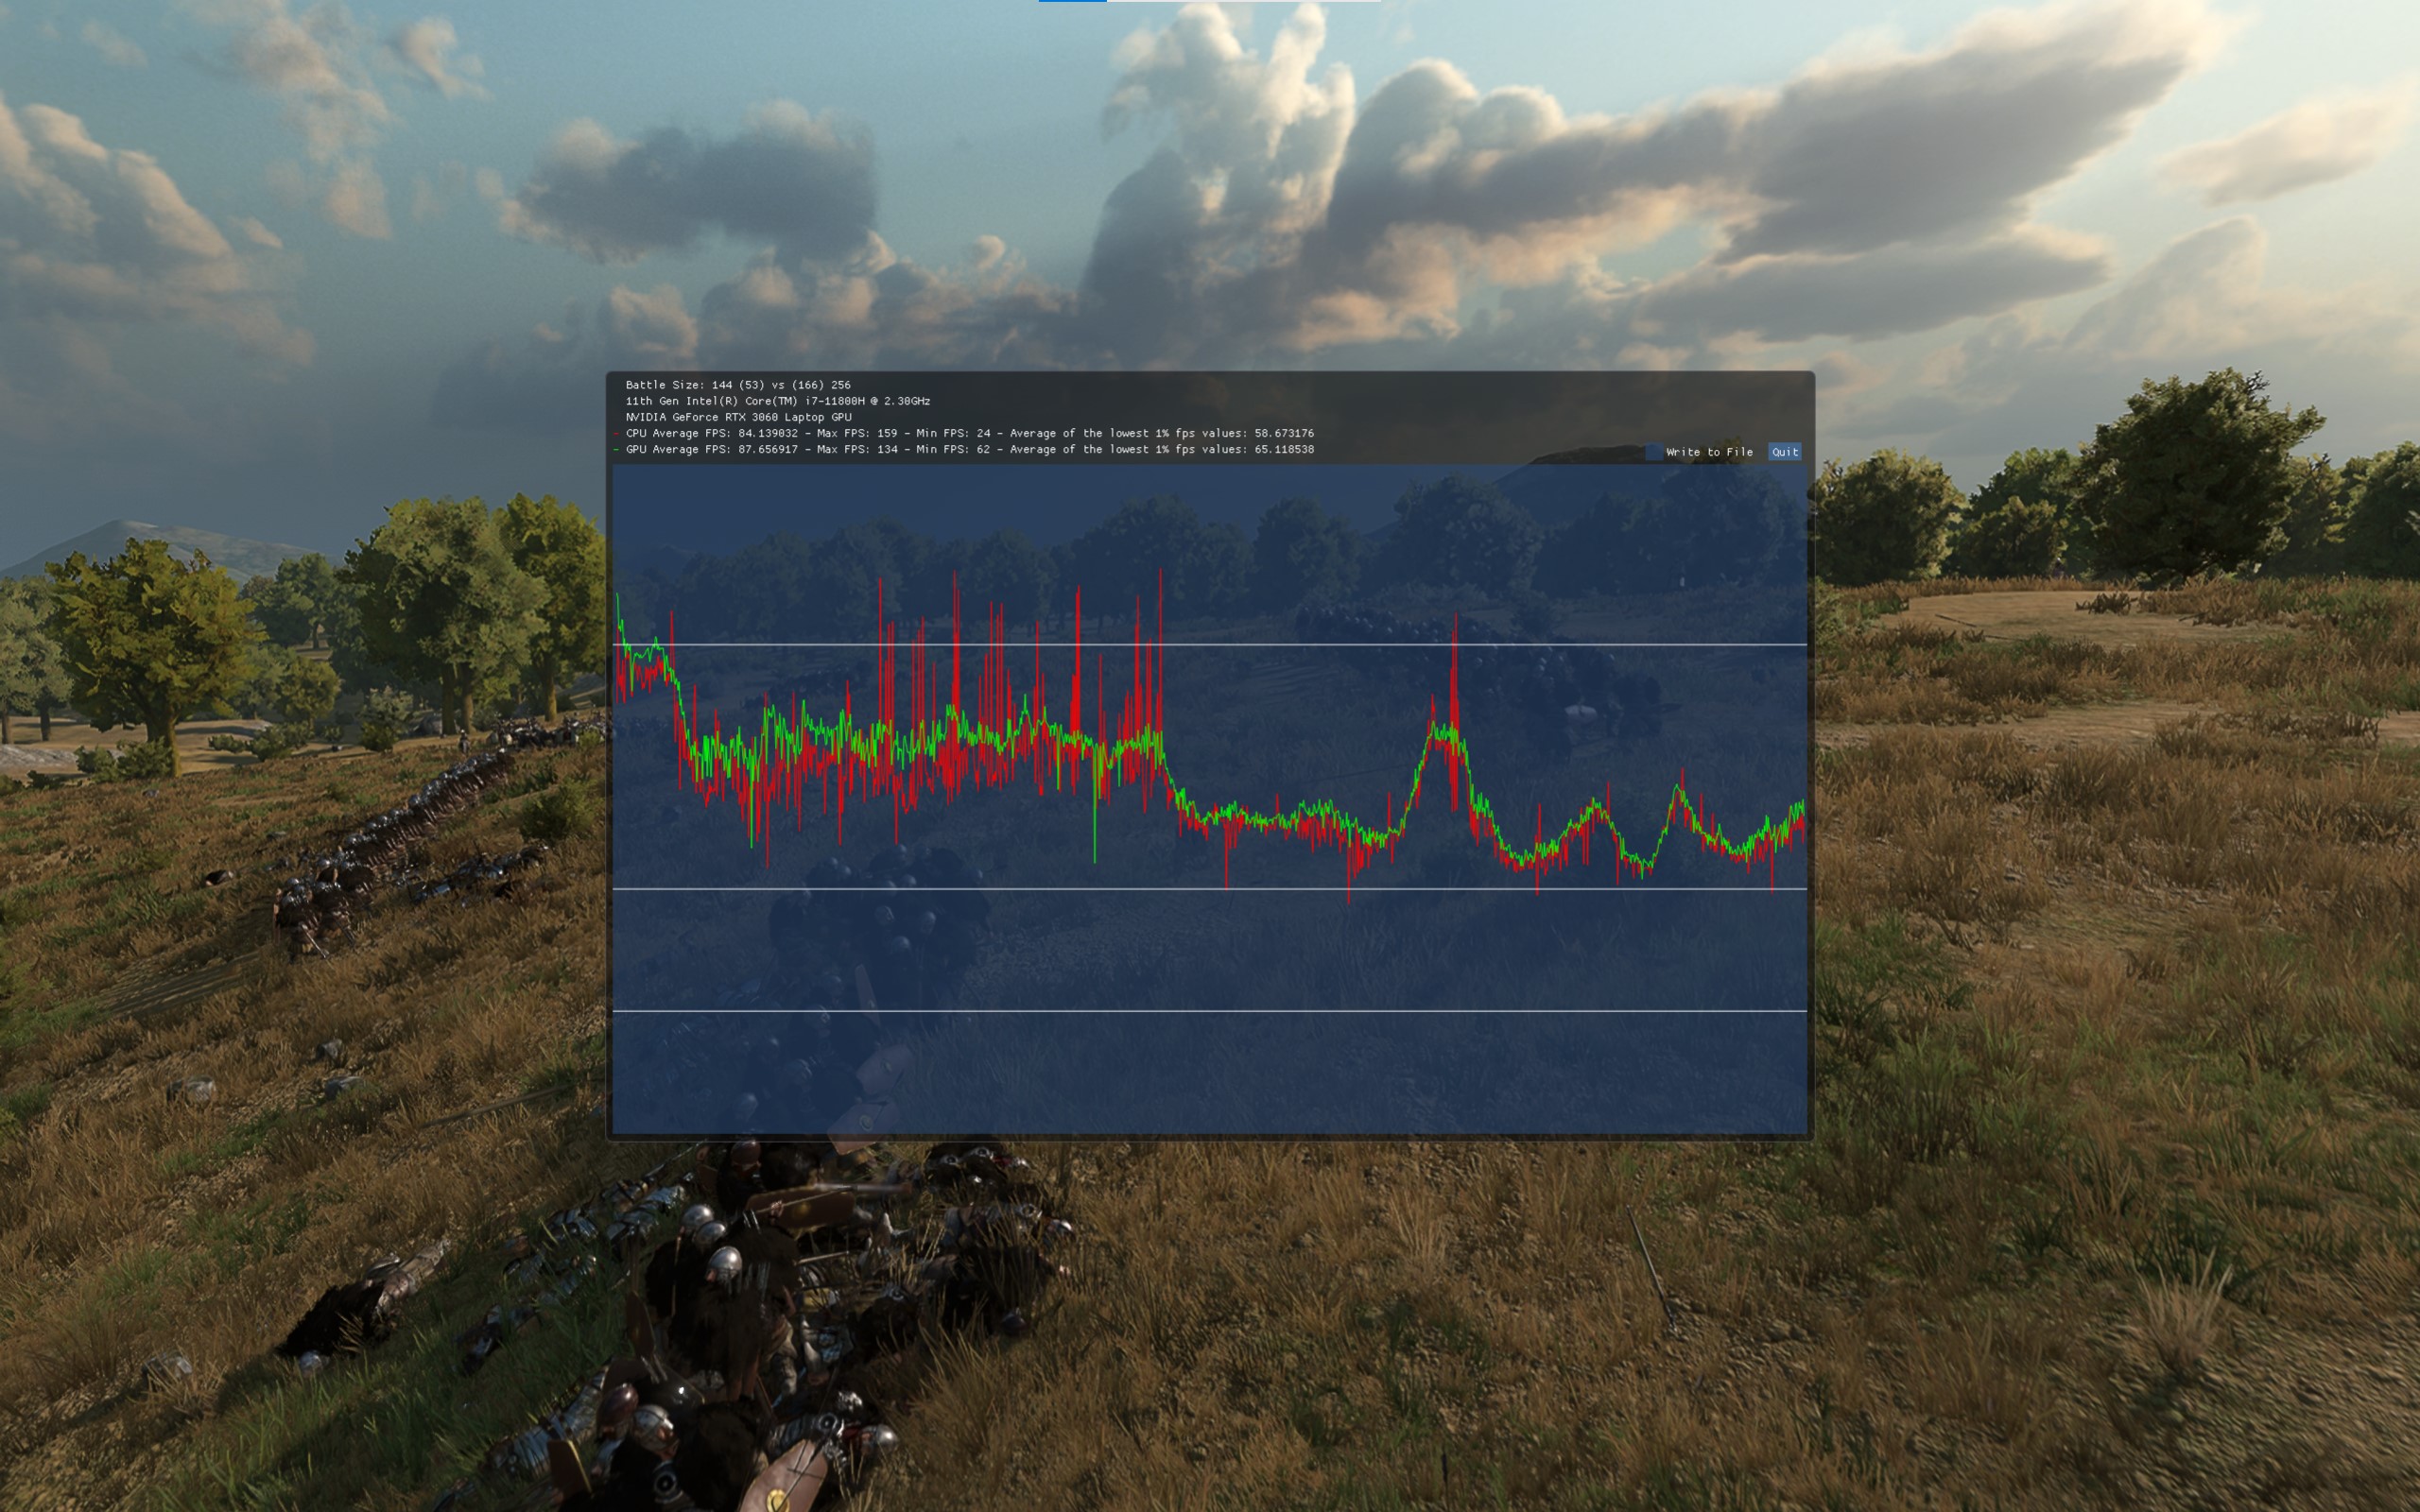 Battle Size: 144 (53) vs (166) 256
11th Gen Intel(R) Core(TM) i7-11800H @ 2.30GHz
NVIDIA GeForce RTX 3060 Laptop GPU
- CPU Average FPS: 84.139832 - Max FPS: 159 - Min FPS: 24 - Average of the lowest 1% fps values: 58.673176
- GPU Average FPS: 87.656917 - Max FPS: 134 - Min FPS: 62 - Average of the lowest 1% fps values: 65.118538
Write to File Quit